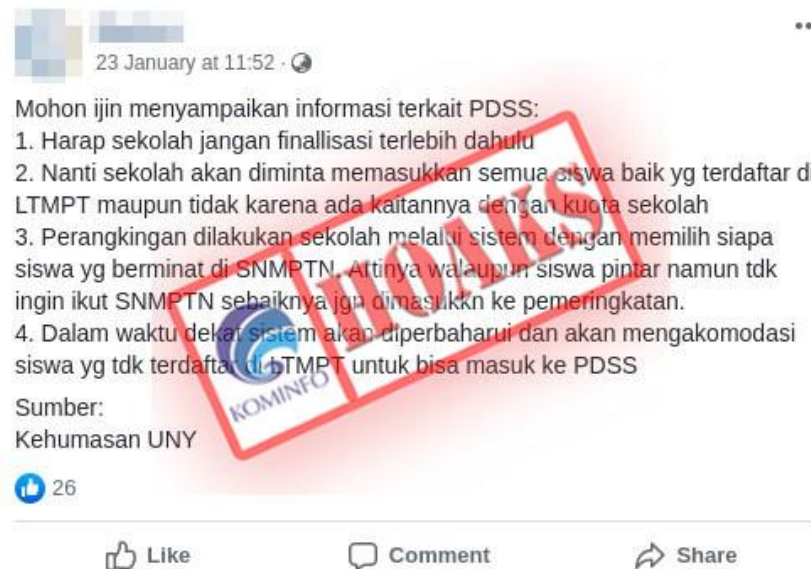 23 January at 11:52 ·
Mohon ijin menyampaikan informasi terkait PDSS:
1. Harap sekolah jangan finallisasi terlebih dahulu
2. Nanti sekolah akan diminta memasukkan semua siswa baik yg terdaftar di
LTMPT maupun tidak karena ada kaitannya dengan kuota sekolah
3. Perangkingan dilakukan sekolah melalui sistem dengan memilih siapa
siswa yg berminat di SNMPTN. Artinya walaupun siswa pintar namun tdk
ingin ikut SNMPTN sebaiknya jgn dimasukkn ke pemeringkatan.
4. Dalam waktu dekat sistem akan diperbaharui dan akan mengakomodasi
siswa yg tdk terdaftar di LTMPT untuk bisa masuk ke PDSS
KOMINFO
HOAKS
Sumber:
Kehumasan UNY
26
Like Comment Share